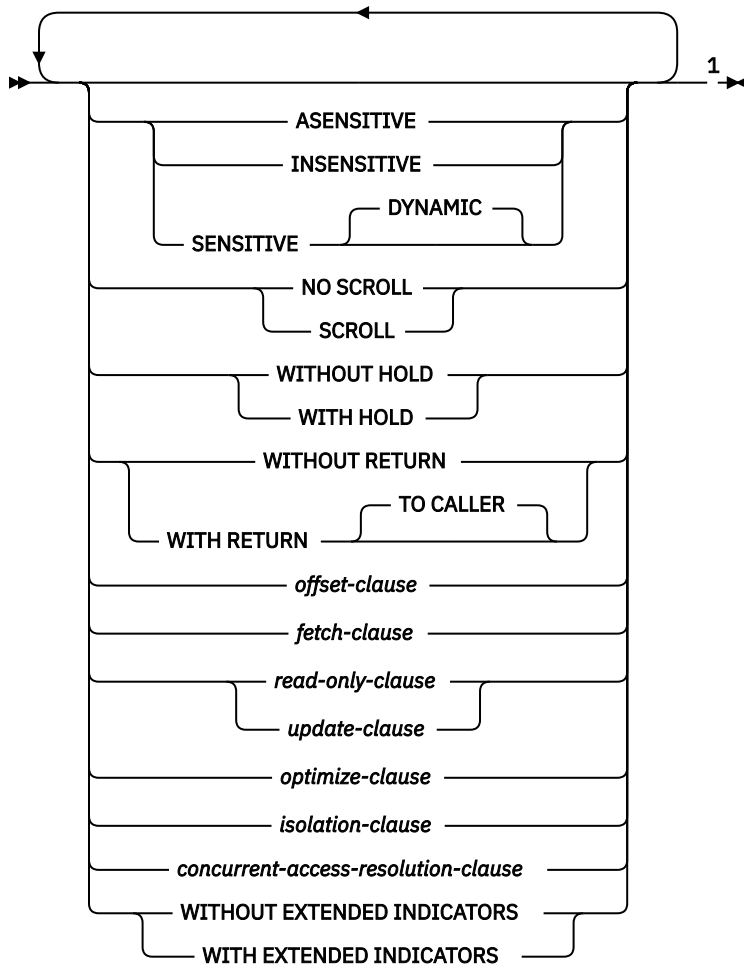 1
ASENSITIVE
INSENSITIVE
DYNAMIC
SENSITIVE
NO SCROLL
SCROLL
WITHOUT HOLD
WITH HOLD
WITHOUT RETURN
TO CALLER
WITH RETURN
offset-clause
fetch-clause
read-only-clause
update-clause
optimize-clause
isolation-clause
concurrent-access-resolution-clause
WITHOUT EXTENDED INDICATORS
WITH EXTENDED INDICATORS